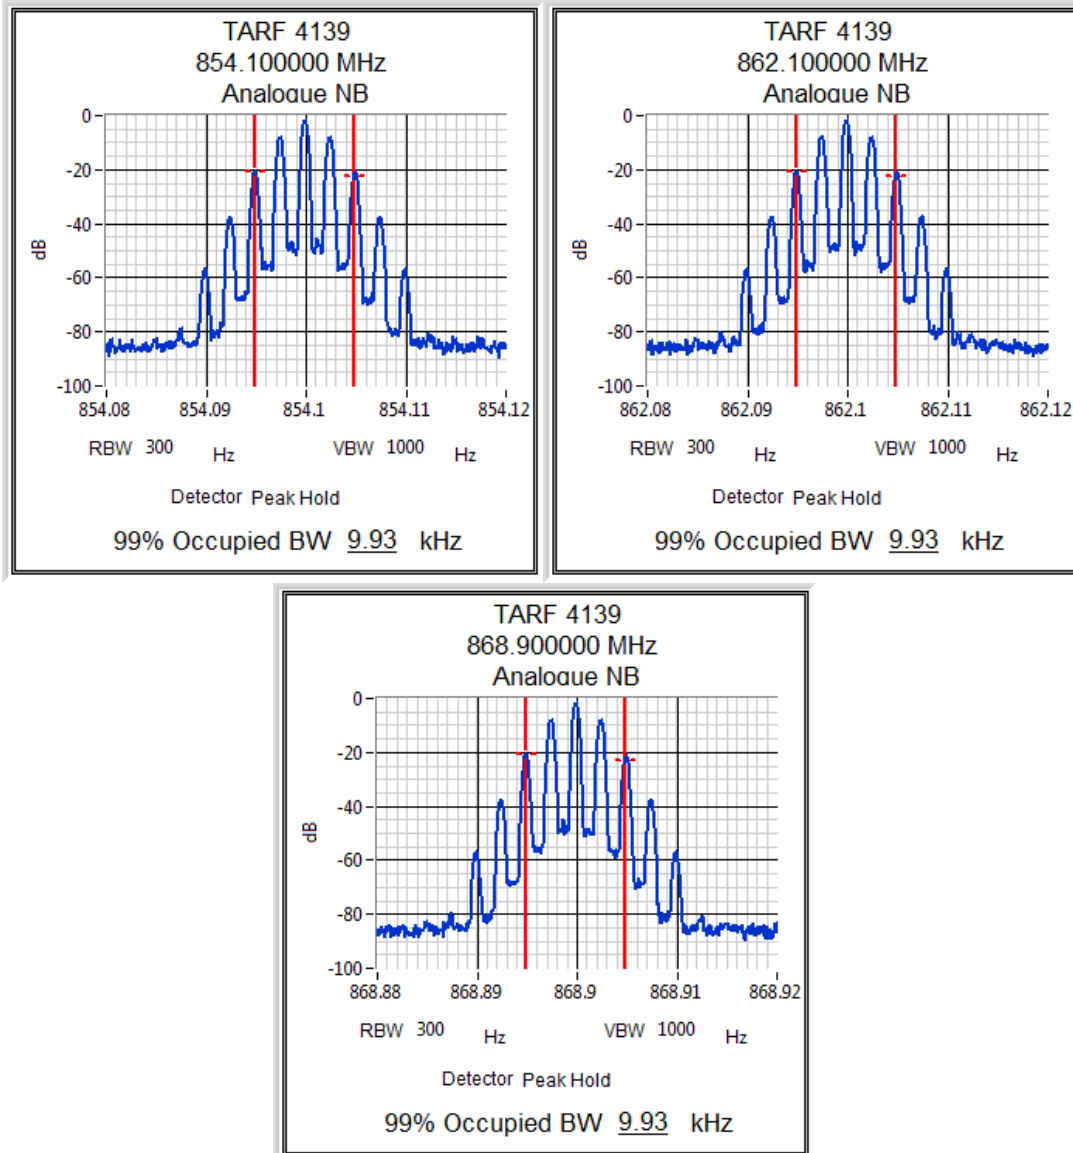 TARF 4139
854.100000 MHz
Analogue NB
0
-20
-40
-60
-80
-100
dB
854.08 854.09 854.1 854.11 854.12
RBW 300 Hz VBW 1000 Hz
Detector Peak Hold
99% Occupied BW 9.93 kHz
TARF 4139
862.100000 MHz
Analogue NB
0
-20
-40
-60
-80
-100
dB
862.08 862.09 862.1 862.11 862.12
RBW 300 Hz VBW 1000 Hz
Detector Peak Hold
99% Occupied BW 9.93 kHz
TARF 4139
868.900000 MHz
Analogue NB
0
-20
-40
-60
-80
-100
dB
868.88 868.89 868.9 868.91 868.92
RBW 300 Hz VBW 1000 Hz
Detector Peak Hold
99% Occupied BW 9.93 kHz